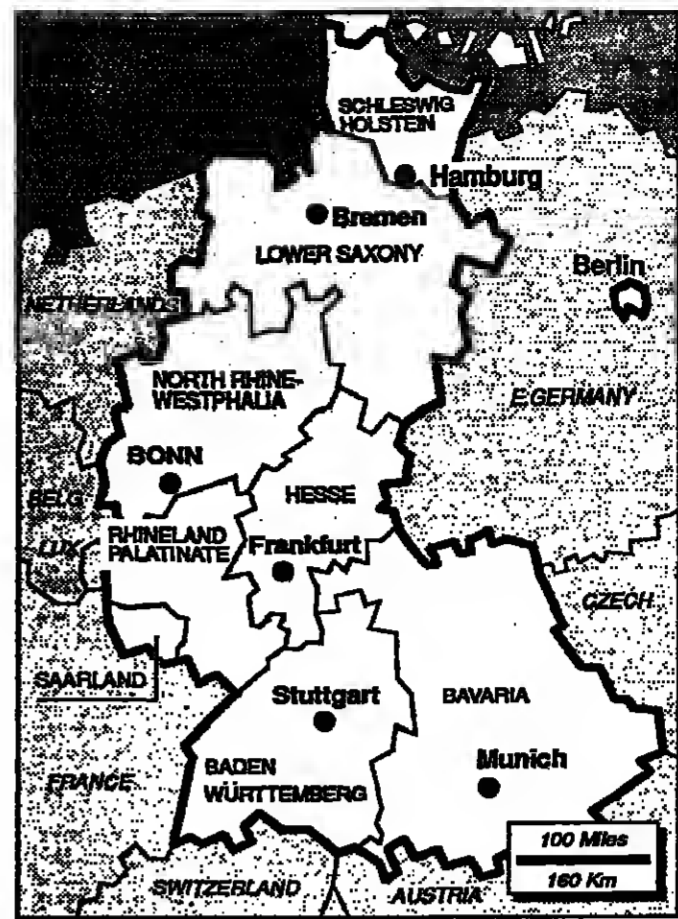 SCHLESWIG
HOLSTEIN
Hamburg
Bremen
LOWER SAXONY
Berlin
NETHERLANDS
NORTH RHINE-
WESTPHALIA
E.GERMANY
BONN
HESSE
BELG
RHINELAND
PALATINATE
LUX
Frankfurt
CZECH
SAARLAND
Stuttgart
BAVARIA
FRANCE
BADEN
WÜRTTEMBERG
Munich
100 Miles
160 Km
SWITZERLAND
AUSTRIA